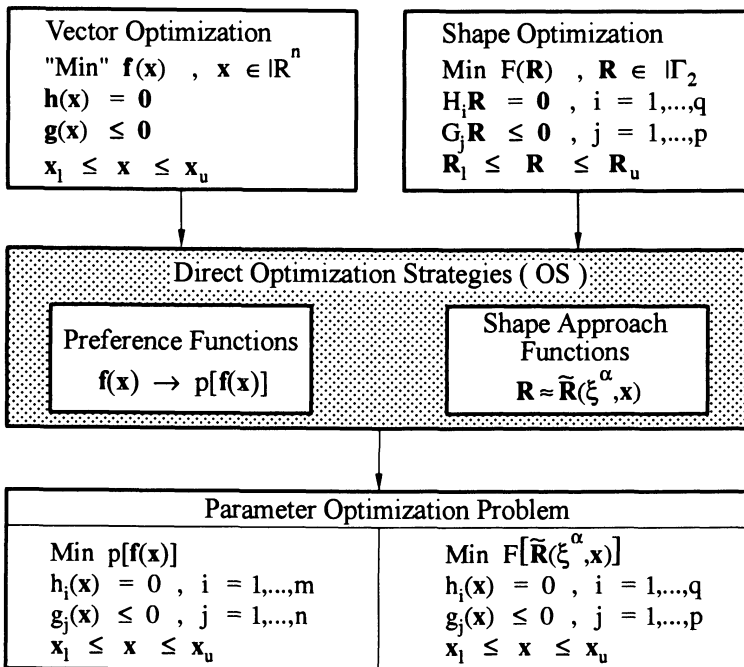 Vector Optimization
"Min" f(x) , x ∈ ℝⁿ
h(x) = 0
g(x) ≤ 0
x_l ≤ x ≤ x_u
Shape Optimization
Min F(R) , R ∈ Γ₂
H_iR = 0 , i = 1,...,q
G_jR ≤ 0 , j = 1,...,p
R_l ≤ R ≤ R_u
Direct Optimization Strategies ( OS )
Preference Functions
f(x) → p[f(x)]
Shape Approach
Functions
R ≈ R̃(ξ^α,x)
Parameter Optimization Problem
Min p[f(x)]
h_i(x) = 0 , i = 1,...,m
g_j(x) ≤ 0 , j = 1,...,n
x_l ≤ x ≤ x_u
Min F[R̃(ξ^α,x)]
h_i(x) = 0 , i = 1,...,q
g_j(x) ≤ 0 , j = 1,...,p
x_l ≤ x ≤ x_u